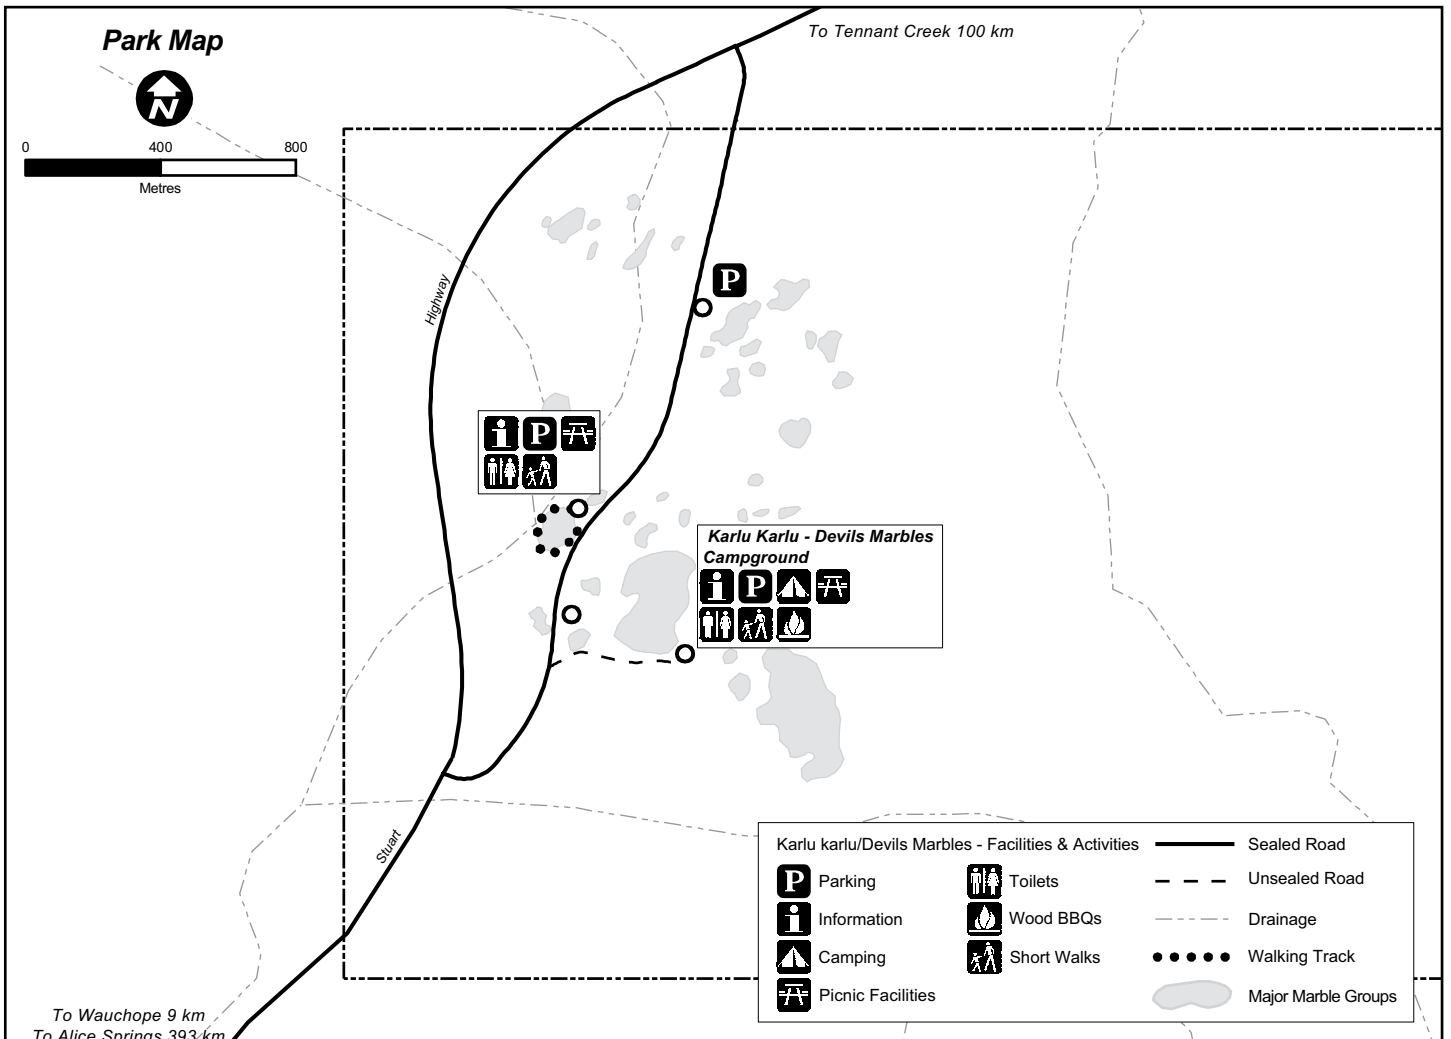 Park Map
To Tennant Creek 100 km
N
0 400 800
Metres
Highway
P
i P
Karlu Karlu - Devils Marbles
Campground
i P
Stuart
Karlu karlu/Devils Marbles - Facilities & Activities
P Parking
i Information
Camping
Picnic Facilities
Toilets
Wood BBQs
Short Walks
Sealed Road
Unsealed Road
Drainage
Walking Track
Major Marble Groups
To Wauchope 9 km
To Alice Springs 393 km